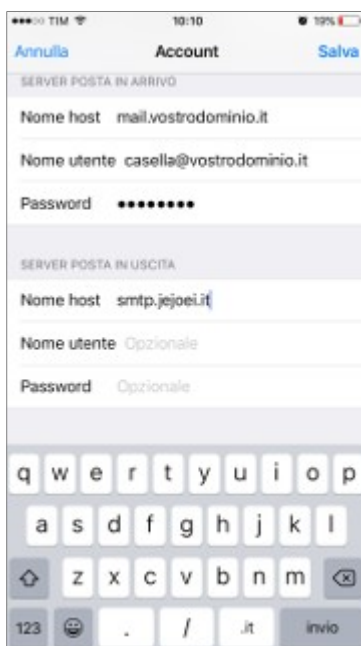 TIM 10:10 19%
Annulla Account Salva
SERVER POSTA IN ARRIVO
Nome host mail.vostrodominio.it
Nome utente casella@vostrodominio.it
Password ••••••••
SERVER POSTA IN USCITA
Nome host smtp.jejoei.it
Nome utente Opzionale
Password Opzionale
q w e r t y u i o p
a s d f g h j k l
z x c v b n m
123 . / .it invio